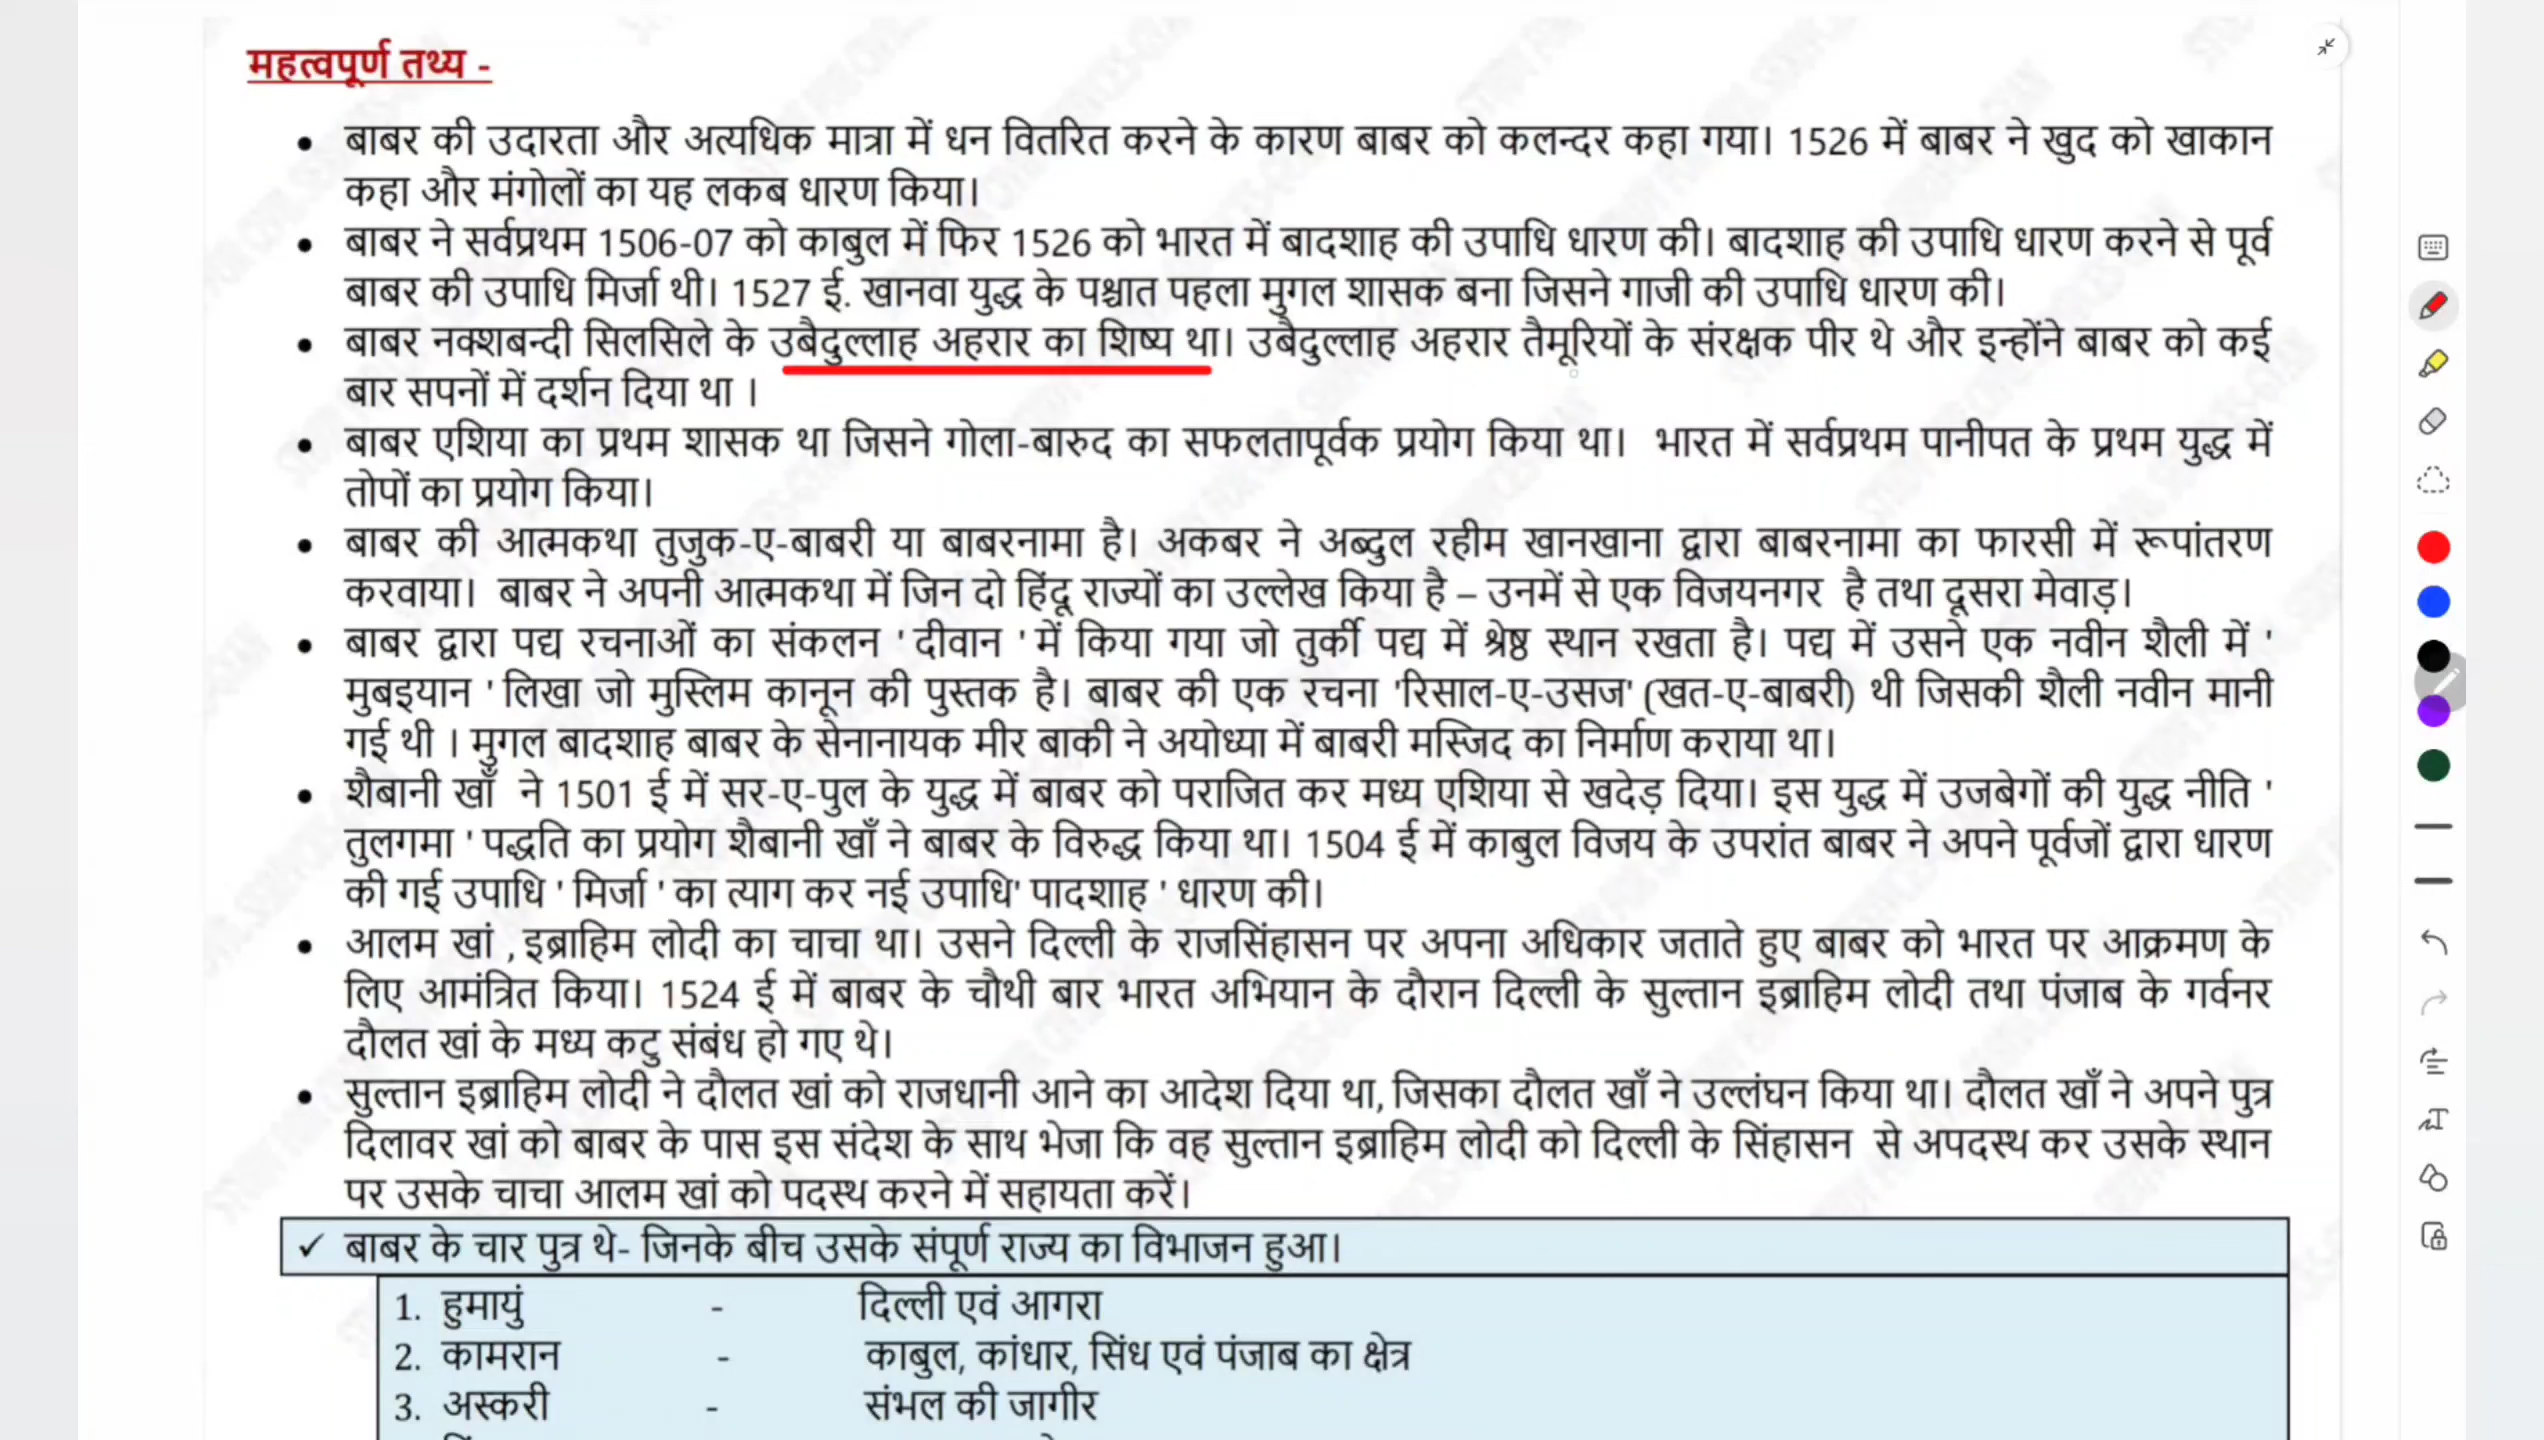 महत्वपूर्ण तथ्य -
• बाबर की उदारता और अत्यधिक मात्रा में धन वितरित करने के कारण बाबर को कलन्दर कहा गया। 1526 में बाबर ने खुद को खाकान
कहा और मंगोलों का यह लकब धारण किया।
• बाबर ने सर्वप्रथम 1506-07 को काबुल में फिर 1526 को भारत में बादशाह की उपाधि धारण की। बादशाह की उपाधि धारण करने से पूर्व
बाबर की उपाधि मिर्जा थी। 1527 ई. खानवा युद्ध के पश्चात पहला मुगल शासक बना जिसने गाजी की उपाधि धारण की।
• बाबर नक्शबन्दी सिलसिले के उबैदुल्लाह अहरार का शिष्य था। उबैदुल्लाह अहरार तैमूरियों के संरक्षक पीर थे और इन्होंने बाबर को कई
बार सपनों में दर्शन दिया था ।
• बाबर एशिया का प्रथम शासक था जिसने गोला-बारुद का सफलतापूर्वक प्रयोग किया था। भारत में सर्वप्रथम पानीपत के प्रथम युद्ध में
तोपों का प्रयोग किया।
• बाबर की आत्मकथा तुजुक-ए-बाबरी या बाबरनामा है। अकबर ने अब्दुल रहीम खानखाना द्वारा बाबरनामा का फारसी में रूपांतरण
करवाया। बाबर ने अपनी आत्मकथा में जिन दो हिंदू राज्यों का उल्लेख किया है – उनमें से एक विजयनगर है तथा दूसरा मेवाड़।
• बाबर द्वारा पद्य रचनाओं का संकलन ' दीवान ' में किया गया जो तुर्की पद्य में श्रेष्ठ स्थान रखता है। पद्य में उसने एक नवीन शैली में '
मुबइयान ' लिखा जो मुस्लिम कानून की पुस्तक है। बाबर की एक रचना 'रिसाल-ए-उसज' (खत-ए-बाबरी) थी जिसकी शैली नवीन मानी
गई थी । मुगल बादशाह बाबर के सेनानायक मीर बाकी ने अयोध्या में बाबरी मस्जिद का निर्माण कराया था।
• शैबानी खाँ ने 1501 ई में सर-ए-पुल के युद्ध में बाबर को पराजित कर मध्य एशिया से खदेड़ दिया। इस युद्ध में उजबेगों की युद्ध नीति '
तुलगमा ' पद्धति का प्रयोग शैबानी खाँ ने बाबर के विरुद्ध किया था। 1504 ई में काबुल विजय के उपरांत बाबर ने अपने पूर्वजों द्वारा धारण
की गई उपाधि ' मिर्जा ' का त्याग कर नई उपाधि' पादशाह ' धारण की।
• आलम खां , इब्राहिम लोदी का चाचा था। उसने दिल्ली के राजसिंहासन पर अपना अधिकार जताते हुए बाबर को भारत पर आक्रमण के
लिए आमंत्रित किया। 1524 ई में बाबर के चौथी बार भारत अभियान के दौरान दिल्ली के सुल्तान इब्राहिम लोदी तथा पंजाब के गर्वनर
दौलत खां के मध्य कटु संबंध हो गए थे।
• सुल्तान इब्राहिम लोदी ने दौलत खां को राजधानी आने का आदेश दिया था, जिसका दौलत खाँ ने उल्लंघन किया था। दौलत खाँ ने अपने पुत्र
दिलावर खां को बाबर के पास इस संदेश के साथ भेजा कि वह सुल्तान इब्राहिम लोदी को दिल्ली के सिंहासन से अपदस्थ कर उसके स्थान
पर उसके चाचा आलम खां को पदस्थ करने में सहायता करें।
✓ बाबर के चार पुत्र थे- जिनके बीच उसके संपूर्ण राज्य का विभाजन हुआ।
1. हुमायुं - दिल्ली एवं आगरा
2. कामरान - काबुल, कांधार, सिंध एवं पंजाब का क्षेत्र
3. अस्करी - संभल की जागीर